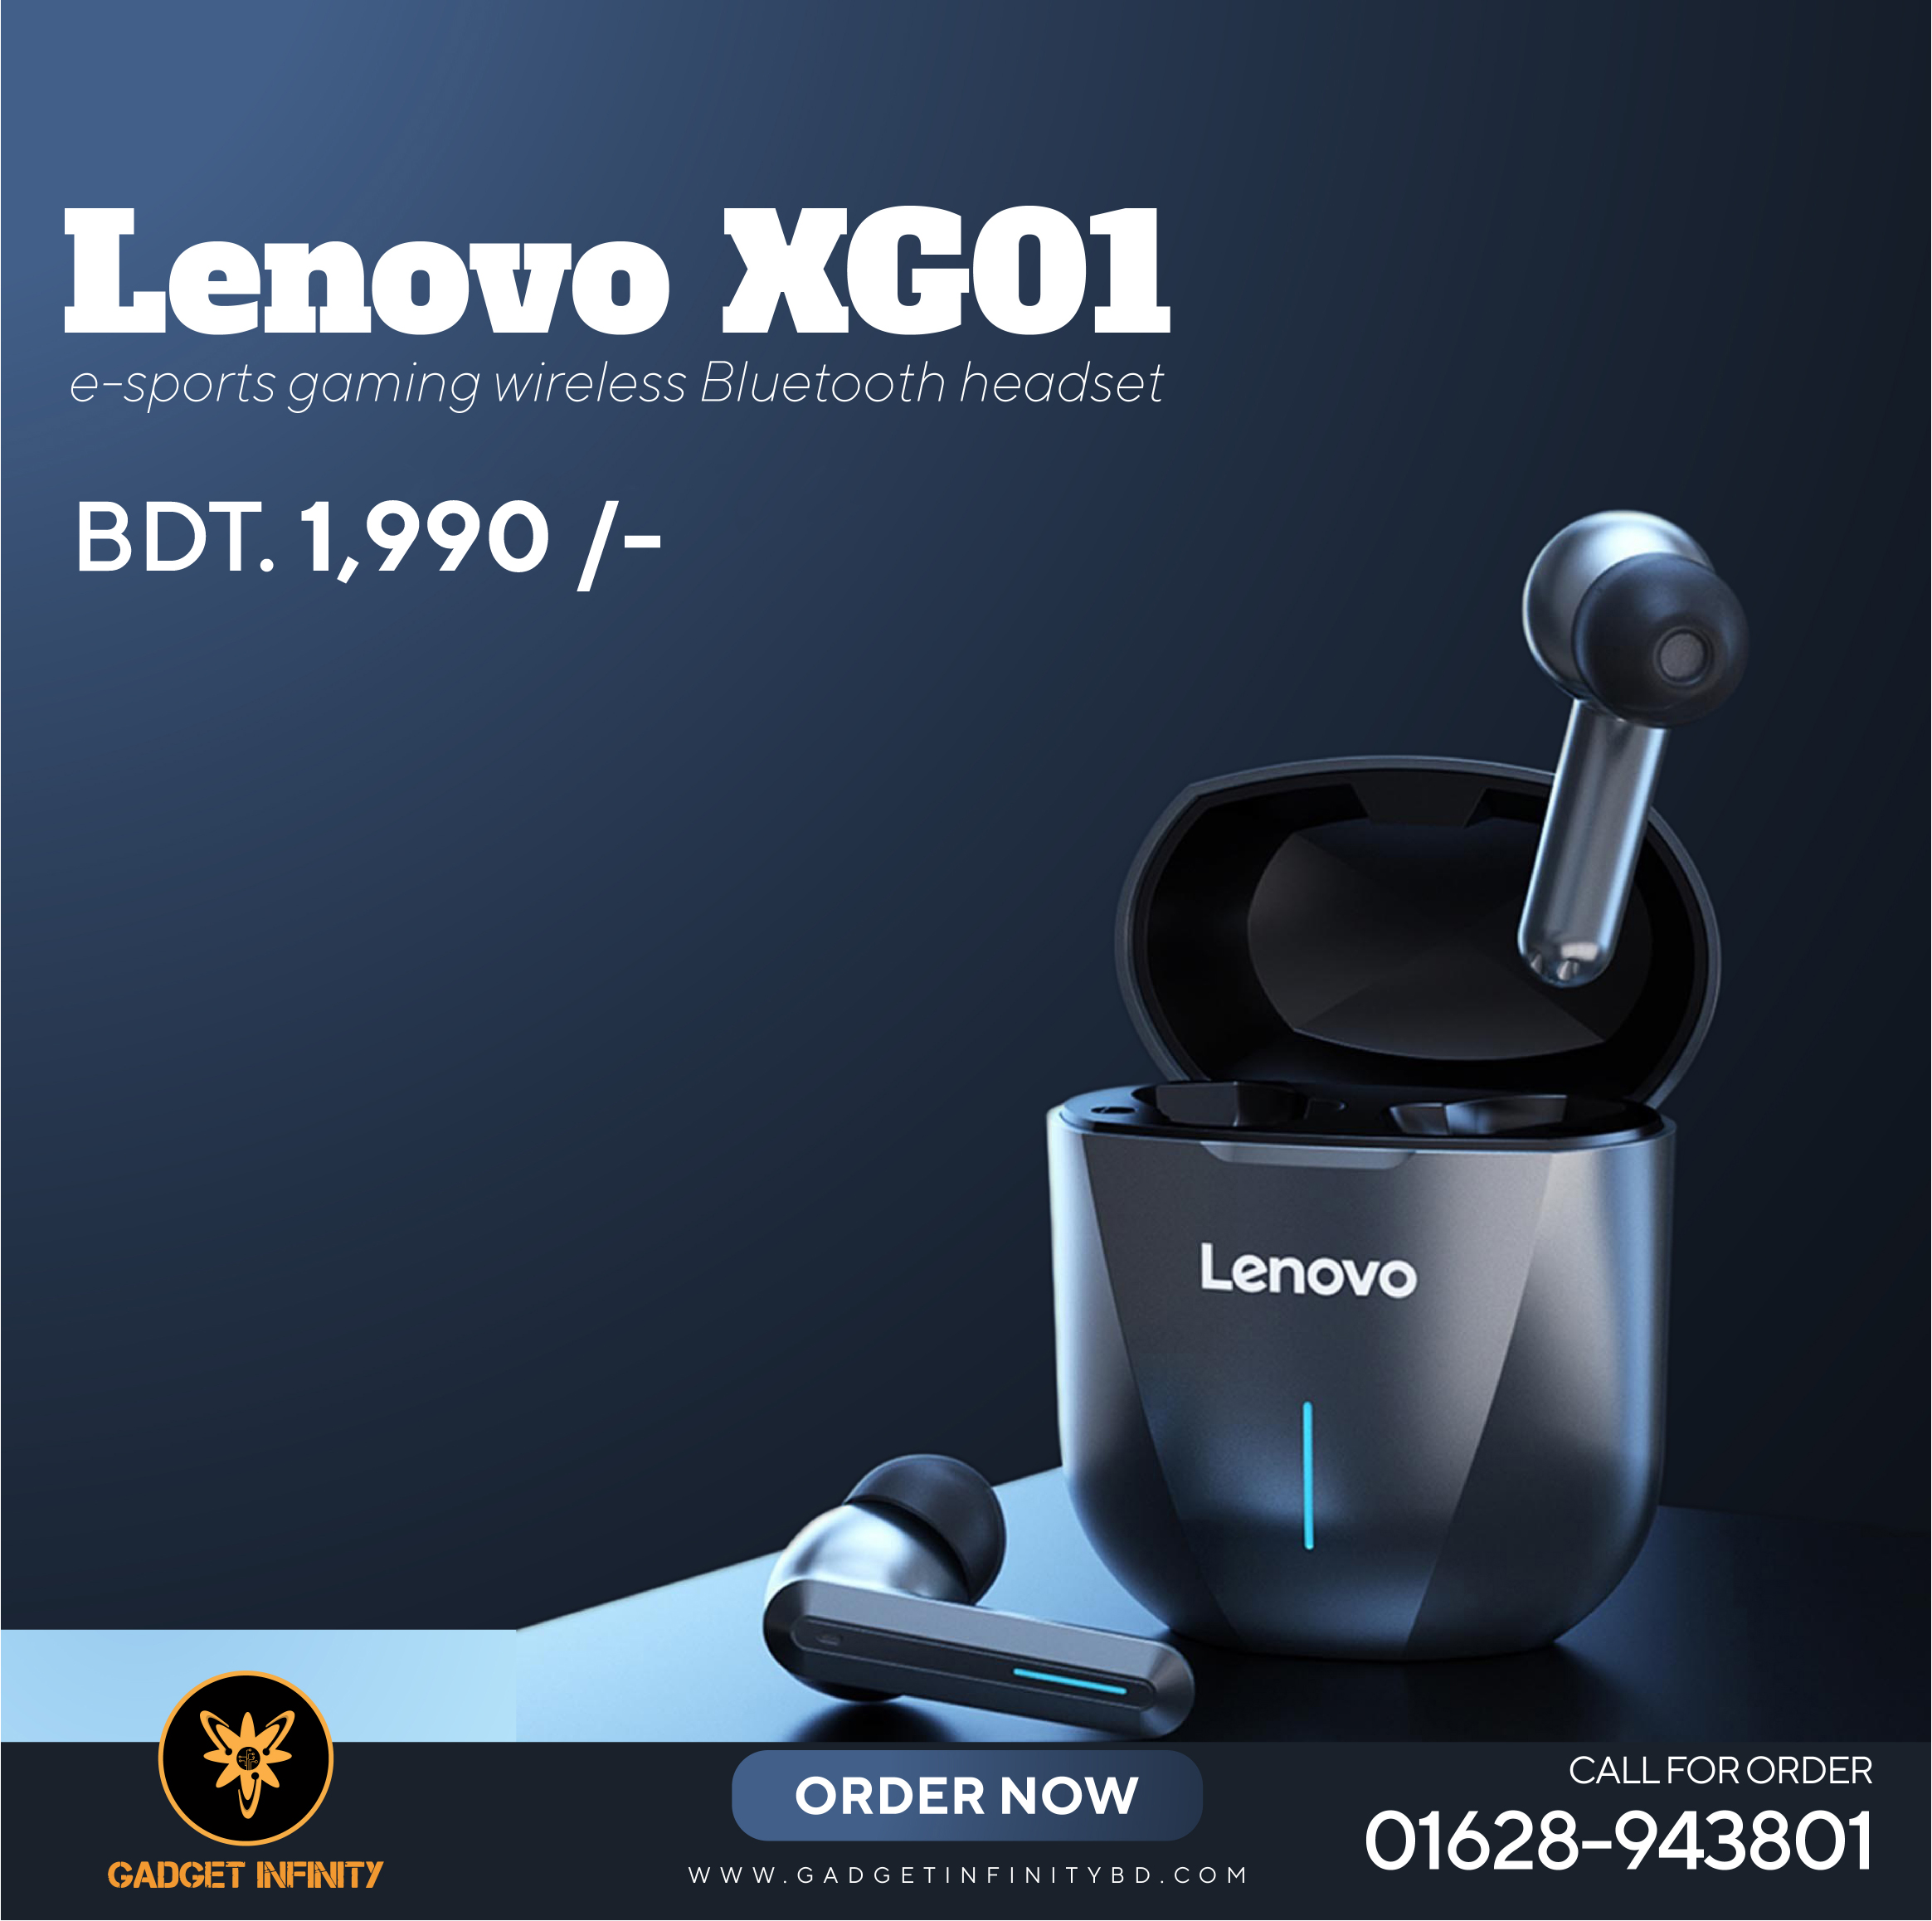 Lenovo XG01
e-sports gaming wireless Bluetooth headset
BDT. 1,990 /-
Lenovo
GADGET INFINITY
ORDER NOW
WWW.GADGETINFINITYBD.COM
CALL FOR ORDER
01628-943801